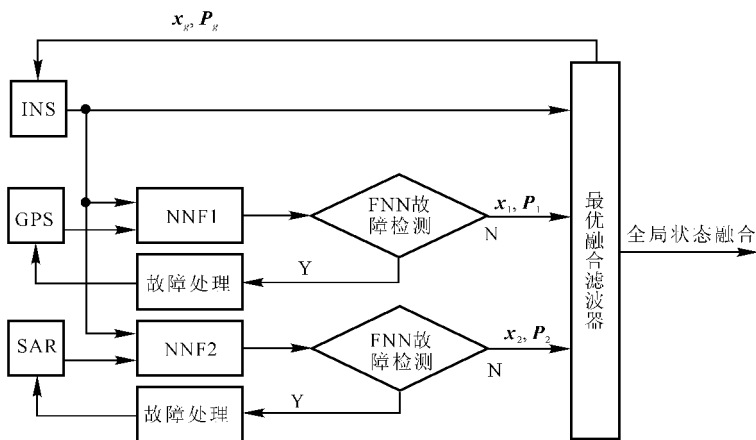 x_g, P_g
INS
GPS
NNF1
FNN故
障检测
x_1, P_1
N
Y
故障处理
SAR
NNF2
FNN故
障检测
x_2, P_2
N
Y
故障处理
最优融合滤波器
全局状态融合